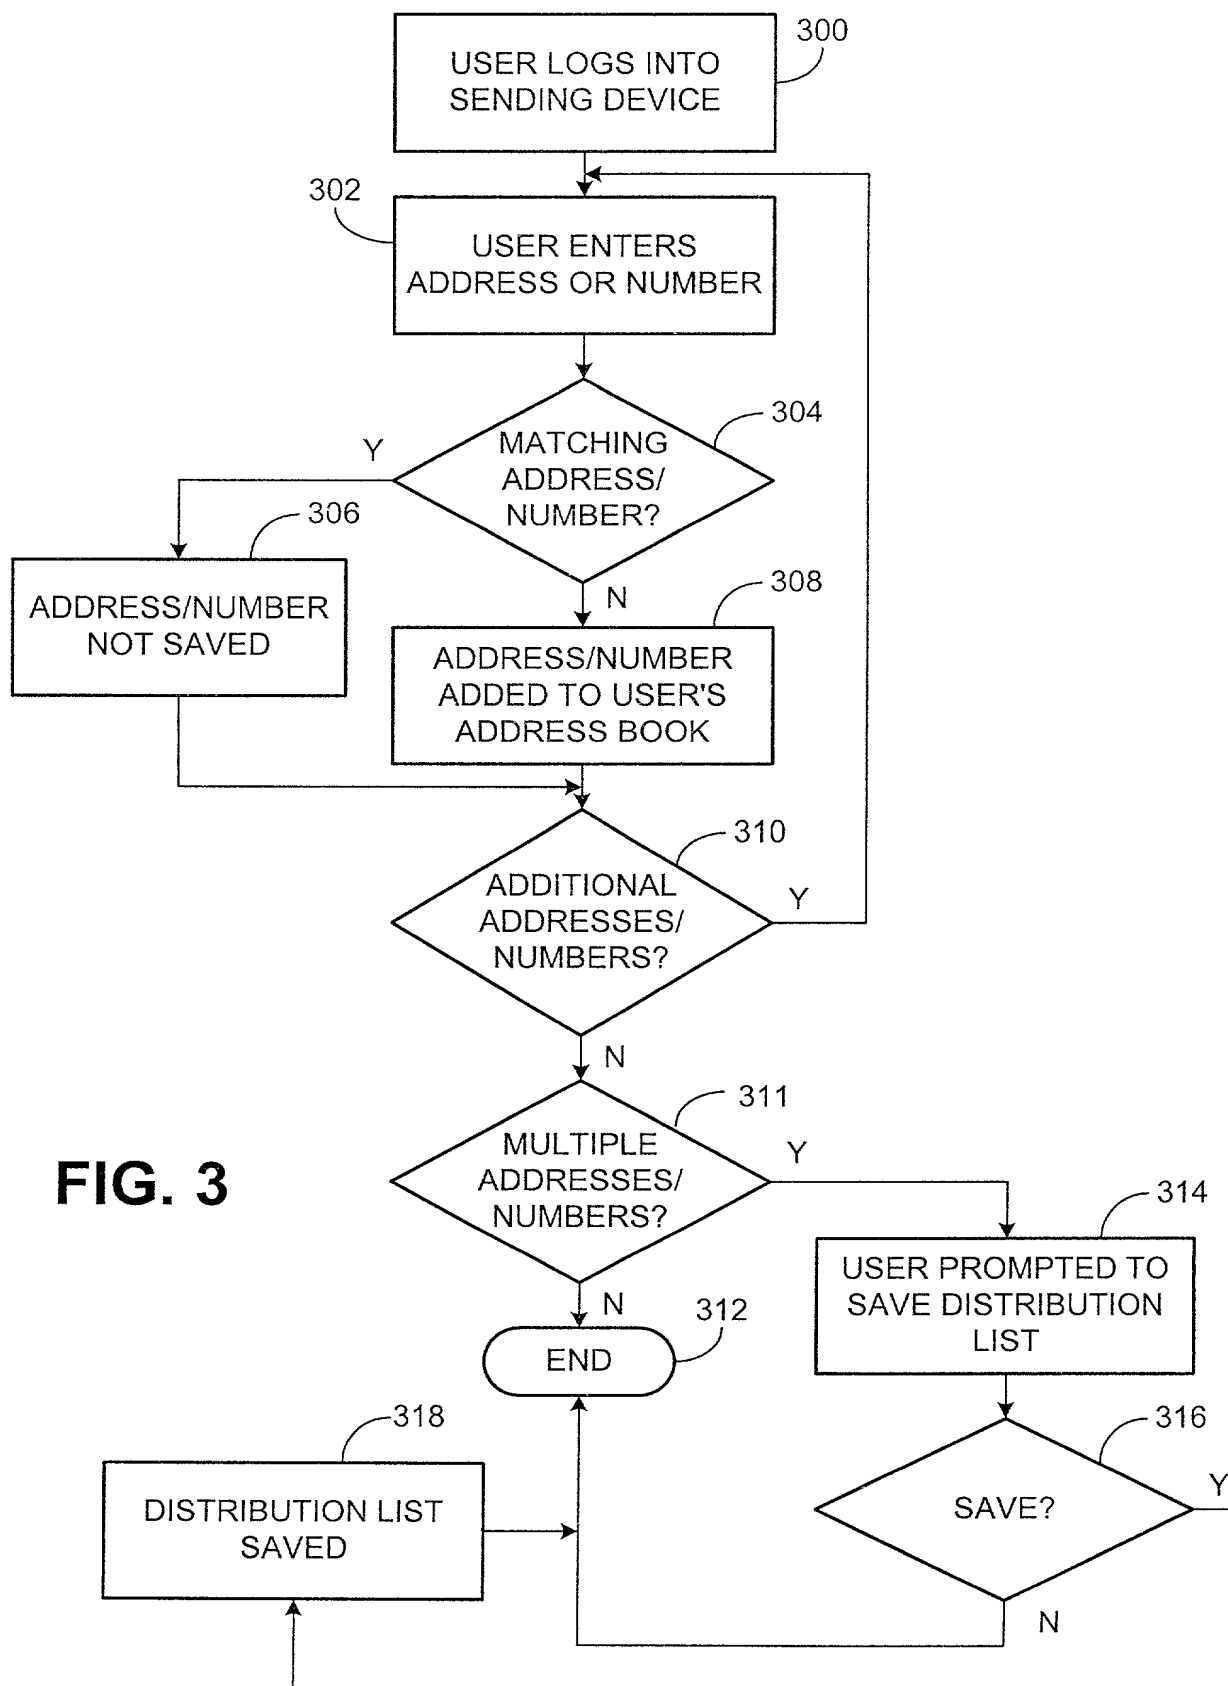 300
USER LOGS INTO
SENDING DEVICE
302
USER ENTERS
ADDRESS OR NUMBER
304
Y
MATCHING
ADDRESS/
NUMBER?
306
ADDRESS/NUMBER
NOT SAVED
N
308
ADDRESS/NUMBER
ADDED TO USER'S
ADDRESS BOOK
310
ADDITIONAL
ADDRESSES/
NUMBERS?
Y
N
311
MULTIPLE
ADDRESSES/
NUMBERS?
Y
FIG. 3
314
USER PROMPTED TO
SAVE DISTRIBUTION
LIST
N
312
END
318
DISTRIBUTION LIST
SAVED
316
SAVE?
Y
N